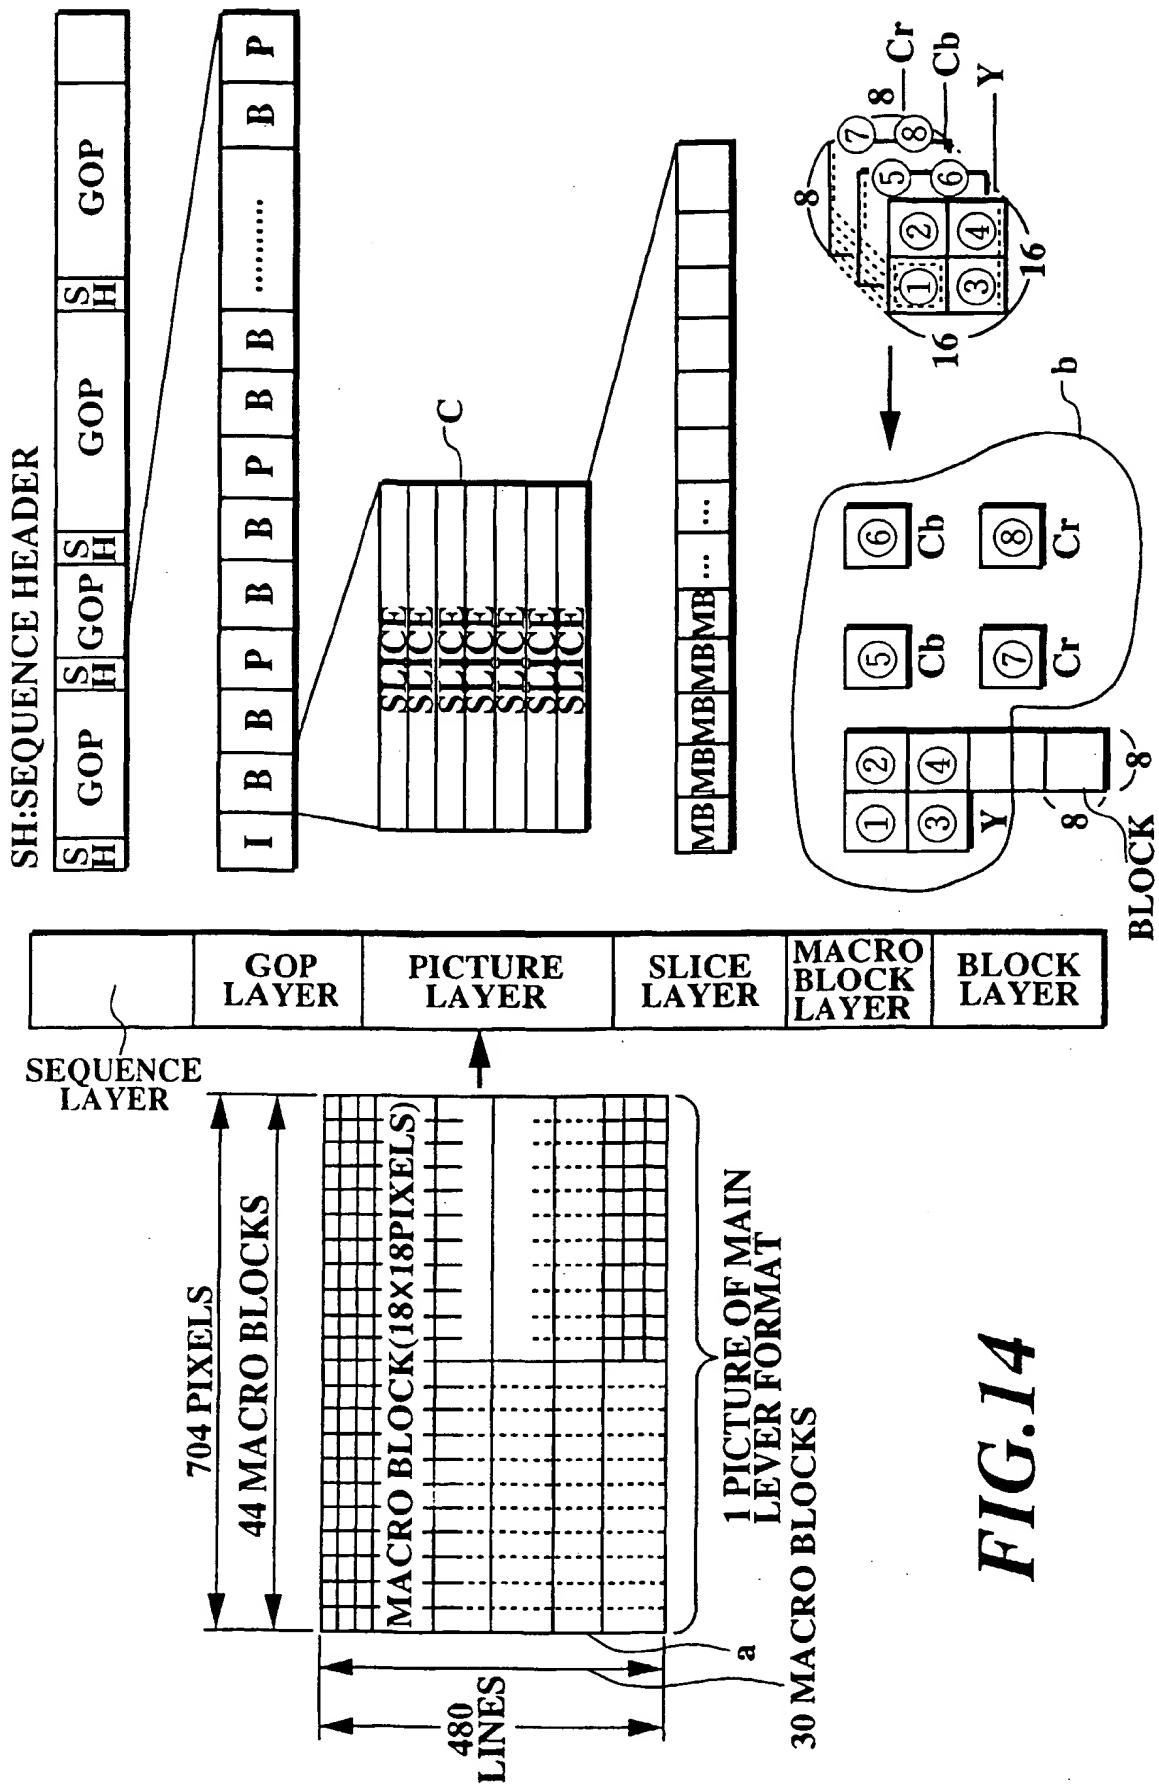 SH:SEQUENCE HEADER
S H GOP S H GOP S H GOP S H GOP
I B B P B B P B B .......... B P
SLICE
SLICE
SLICE
SLICE
SLICE
SLICE
SLICE
C
MB MB MB MB MB ... ...
① ② ③ ④
Y
⑤ Cb
⑥ Cb
⑦ Cr
⑧ Cr
8
8
BLOCK
b
16
16
① ② ③ ④ ⑤ ⑥ ⑦ ⑧
8
8
Cr
Cb
Y
SEQUENCE
LAYER
GOP
LAYER
PICTURE
LAYER
SLICE
LAYER
MACRO
BLOCK
LAYER
BLOCK
LAYER
704 PIXELS
44 MACRO BLOCKS
MACRO BLOCK(18X18PIXELS)
480
LINES
a
30 MACRO BLOCKS
1 PICTURE OF MAIN
LEVER FORMAT
FIG.14